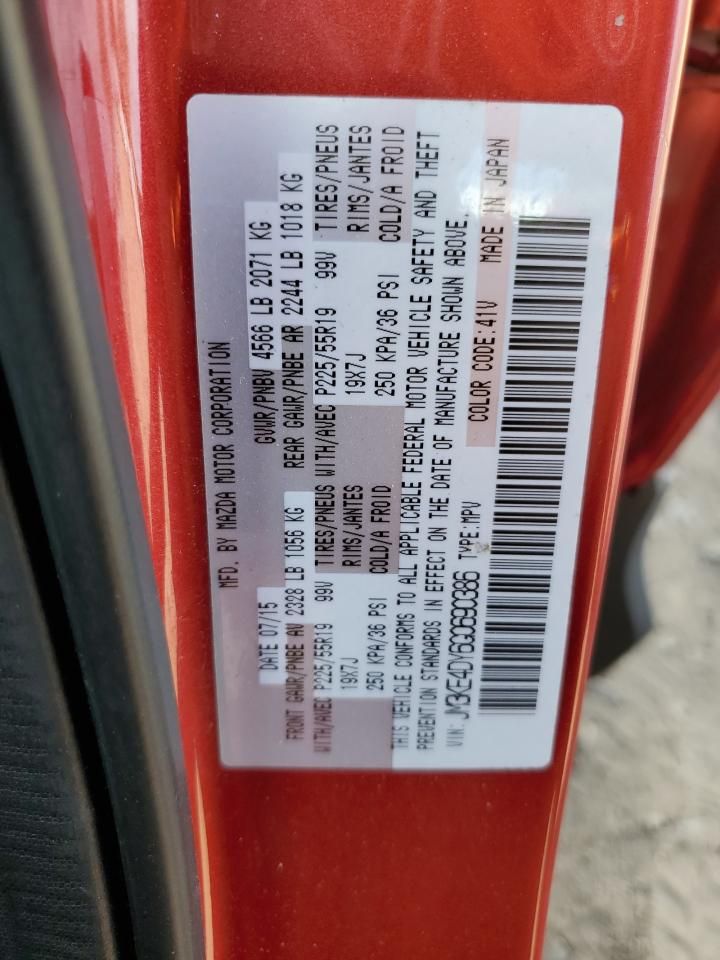 MFD. BY MAZDA MOTOR CORPORATION
DATE 07/15 GVWR/PNBV 4566 LB 2071 KG
FRONT GAWR/PNBE AV 2328 LB 1056 KG REAR GAWR/PNBE AR 2244 LB 1018 KG
WITH/AVEC P225/55R19 99V TIRES/PNEUS WITH/AVEC P225/55R19 99V TIRES/PNEUS
19X7J RIMS/JANTES 19X7J RIMS/JANTES
250 KPA/36 PSI COLD/A FROID 250 KPA/36 PSI COLD/A FROID
THIS VEHICLE CONFORMS TO ALL APPLICABLE FEDERAL MOTOR VEHICLE SAFETY AND THEFT
PREVENTION STANDARDS IN EFFECT ON THE DATE OF MANUFACTURE SHOWN ABOVE.
VIN: JM3KE4DY6G0690386 TYPE:MPV COLOR CODE:41V MADE IN JAPAN